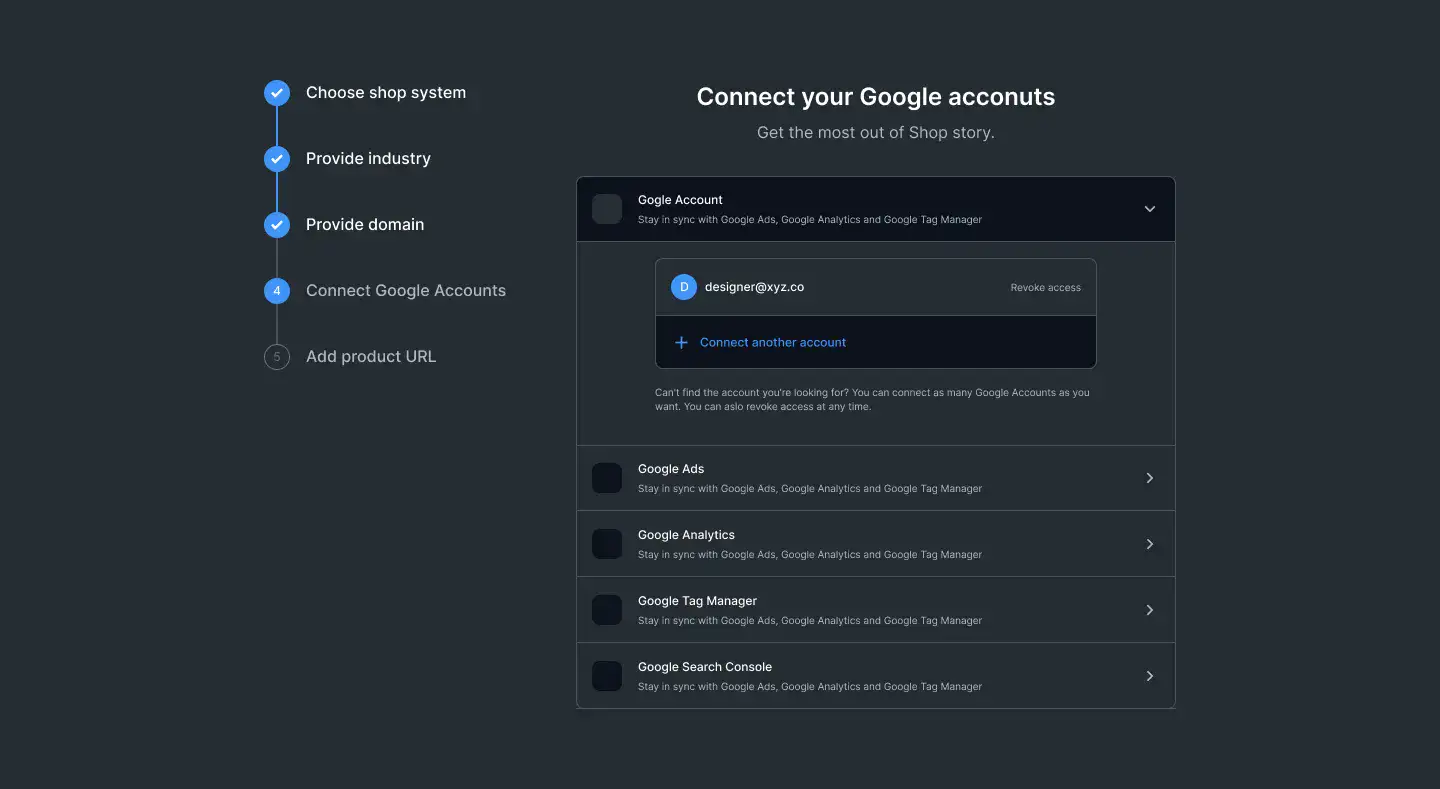 Choose shop system
Provide industry
Provide domain
4
Connect Google Accounts
5
Add product URL
Connect your Google acconuts
Get the most out of Shop story.
Gogle Account
Stay in sync with Google Ads, Google Analytics and Google Tag Manager
D
designer@xyz.co
Revoke access
Connect another account
Can't find the account you're looking for? You can connect as many Google Accounts as you
want. You can aslo revoke access at any time.
Google Ads
Stay in sync with Google Ads, Google Analytics and Google Tag Manager
Google Analytics
Stay in sync with Google Ads, Google Analytics and Google Tag Manager
Google Tag Manager
Stay in sync with Google Ads, Google Analytics and Google Tag Manager
Google Search Console
Stay in sync with Google Ads, Google Analytics and Google Tag Manager